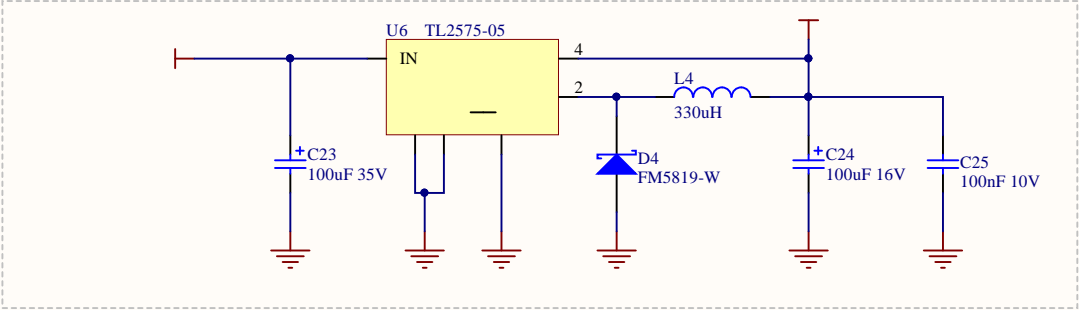 U6 TL2575-05
IN
4
2
L4
330uH
C23
100uF 35V
D4
FM5819-W
C24
100uF 16V
C25
100nF 10V